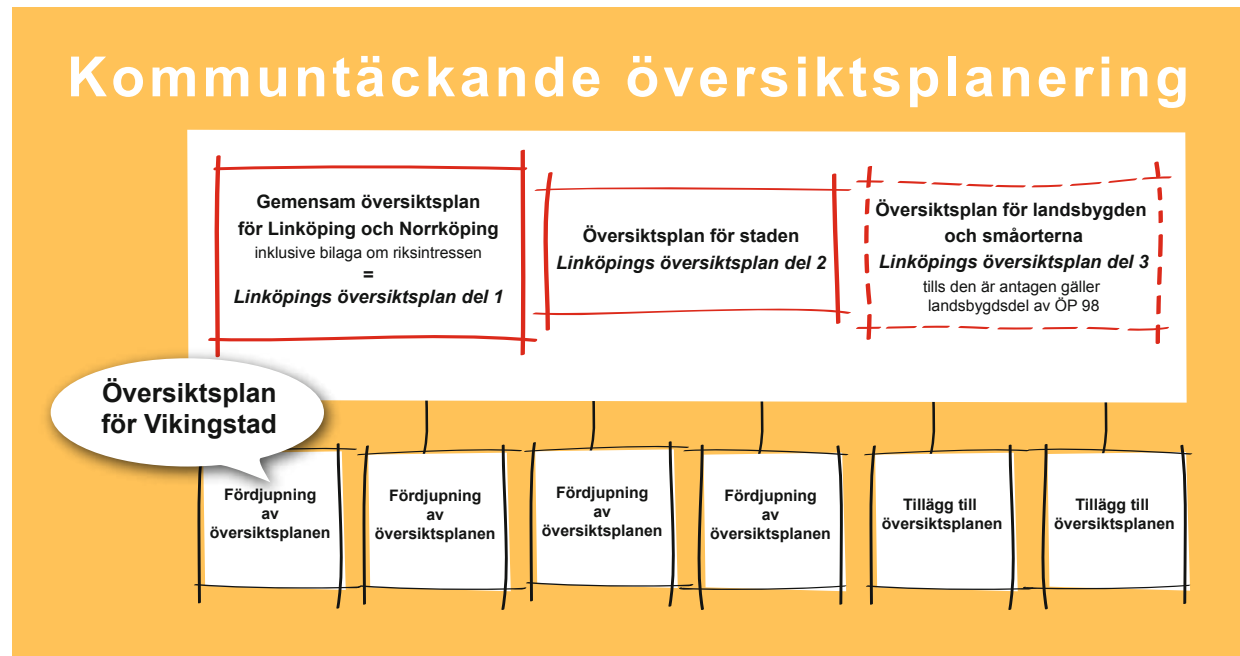 Kommuntäckande översiktsplanering
Gemensam översiktsplan
för Linköping och Norrköping
inklusive bilaga om riksintressen
=
Linköpings översiktsplan del 1
Översiktsplan för staden
Linköpings översiktsplan del 2
Översiktsplan för landsbygden
och småorterna
Linköpings översiktsplan del 3
tills den är antagen gäller
landsbygdsdel av ÖP 98
Översiktsplan
för Vikingstad
Fördjupning
av
översiktsplanen
Fördjupning
av
översiktsplanen
Fördjupning
av
översiktsplanen
Fördjupning
av
översiktsplanen
Tillägg till
översiktsplanen
Tillägg till
översiktsplanen